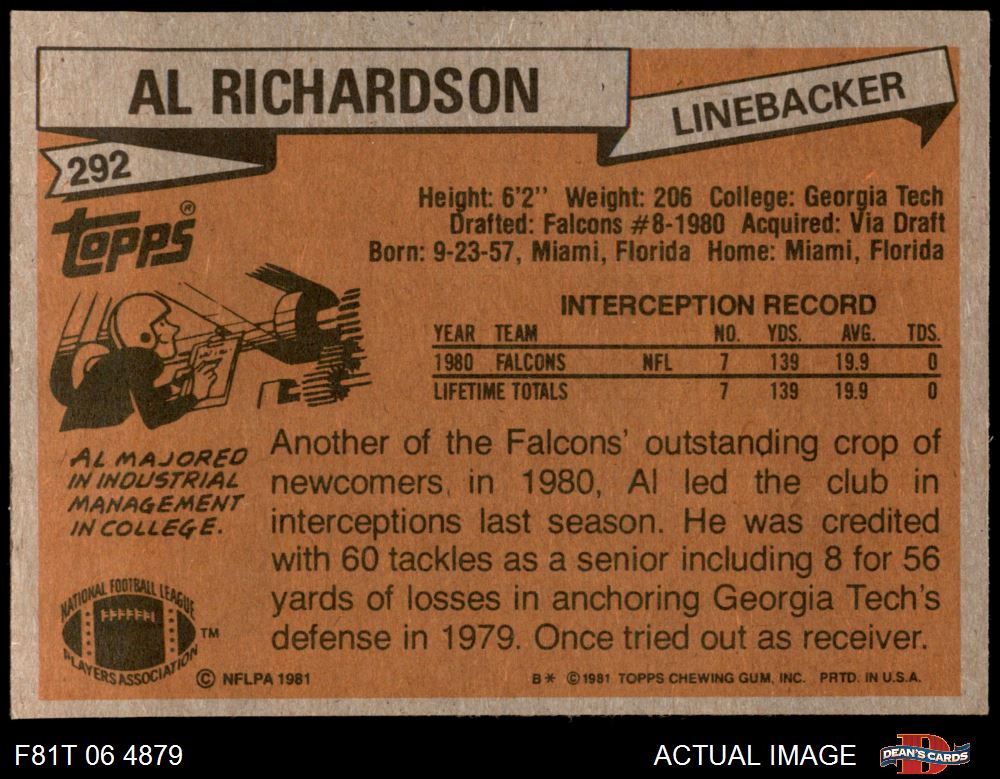 AL RICHARDSON
LINEBACKER
292
TOPPS®
Height: 6'2'' Weight: 206 College: Georgia Tech
Drafted: Falcons #8-1980 Acquired: Via Draft
Born: 9-23-57, Miami, Florida Home: Miami, Florida
INTERCEPTION RECORD
YEAR TEAM NO. YDS. AVG. TDS.
1980 FALCONS NFL 7 139 19.9 0
LIFETIME TOTALS 7 139 19.9 0
AL MAJORED
IN INDUSTRIAL
MANAGEMENT
IN COLLEGE.
Another of the Falcons' outstanding crop of
newcomers in 1980, Al led the club in
interceptions last season. He was credited
with 60 tackles as a senior including 8 for 56
yards of losses in anchoring Georgia Tech's
defense in 1979. Once tried out as receiver.
NATIONAL FOOTBALL LEAGUE
PLAYERS ASSOCIATION
TM
© NFLPA 1981
B* © 1981 TOPPS CHEWING GUM, INC. PRTD. IN U.S.A.
F81T 06 4879
ACTUAL IMAGE
DEAN'S CARDS